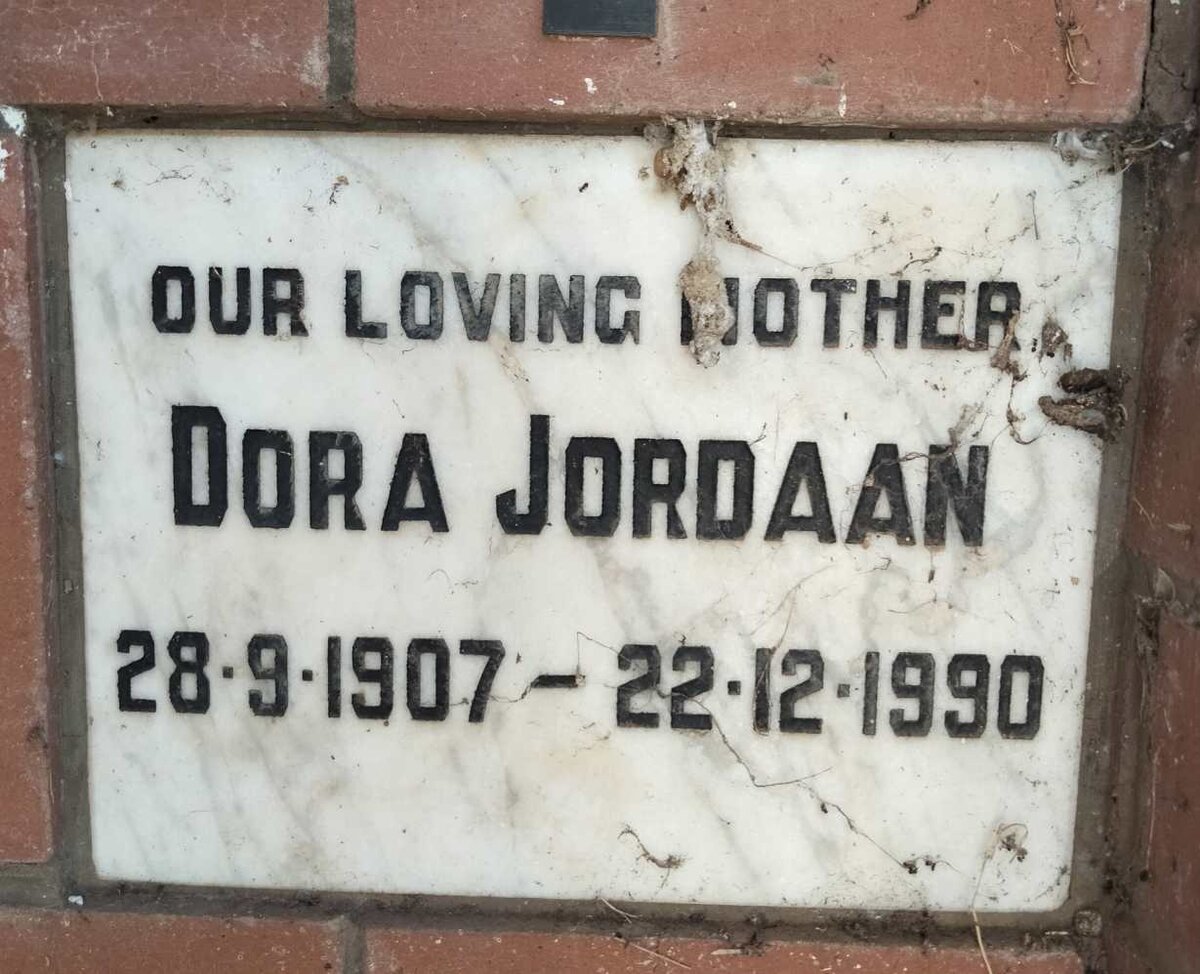 OUR LOVING MOTHER
DORA JORDAAN
28·9·1907 – 22·12·1990